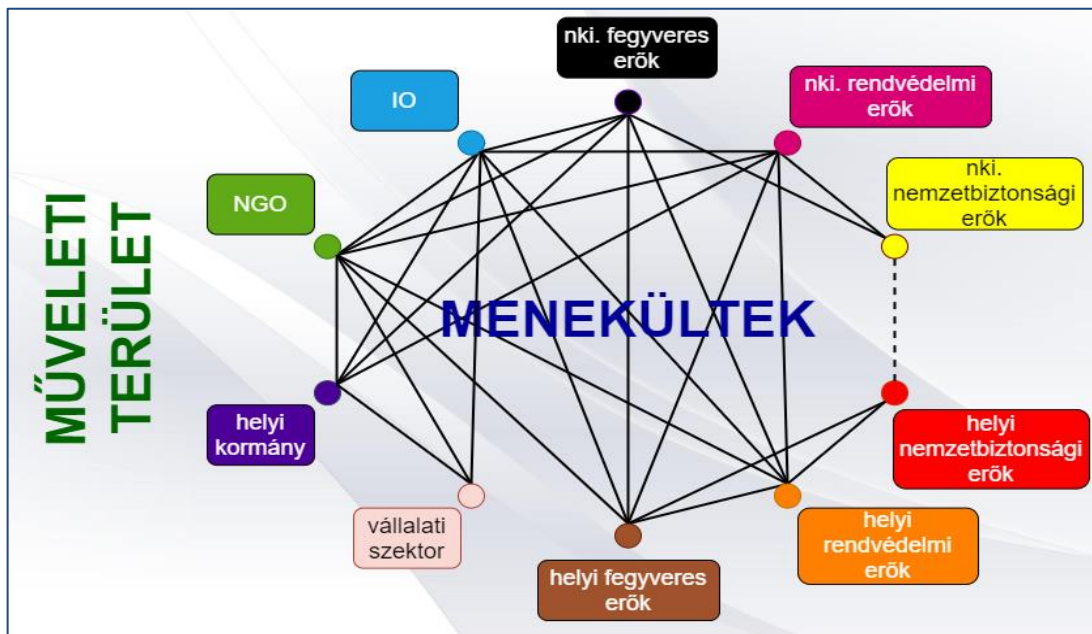 nki. fegyveres
erők
IO
nki. rendvédelmi
erők
nki.
nemzetbiztonsági
erők
NGO
MŰVELETI
TERÜLET
MENEKÜLTEK
helyi
kormány
helyi
nemzetbiztonsági
erők
vállalati
szektor
helyi
rendvédelmi
erők
helyi fegyveres
erők